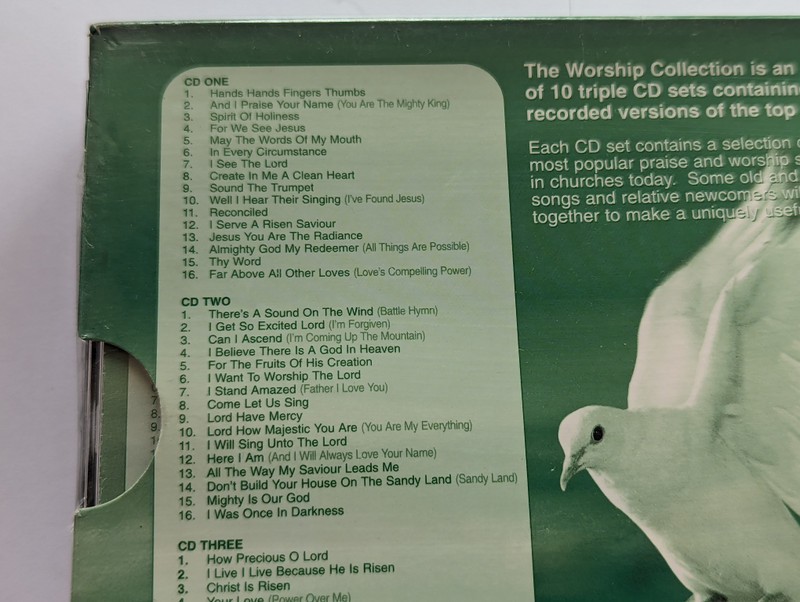 CD ONE
1. Hands Hands Fingers Thumbs
2. And I Praise Your Name (You Are The Mighty King)
3. Spirit Of Holiness
4. For We See Jesus
5. May The Words Of My Mouth
6. In Every Circumstance
7. I See The Lord
8. Create In Me A Clean Heart
9. Sound The Trumpet
10. Well I Hear Their Singing (I've Found Jesus)
11. Reconciled
12. I Serve A Risen Saviour
13. Jesus You Are The Radiance
14. Almighty God My Redeemer (All Things Are Possible)
15. Thy Word
16. Far Above All Other Loves (Love's Compelling Power)
CD TWO
1. There's A Sound On The Wind (Battle Hymn)
2. I Get So Excited Lord (I'm Forgiven)
3. Can I Ascend (I'm Coming Up The Mountain)
4. I Believe There Is A God In Heaven
5. For The Fruits Of His Creation
6. I Want To Worship The Lord
7. I Stand Amazed (Father I Love You)
8. Come Let Us Sing
9. Lord Have Mercy
10. Lord How Majestic You Are (You Are My Everything)
11. I Will Sing Unto The Lord
12. Here I Am (And I Will Always Love Your Name)
13. All The Way My Saviour Leads Me
14. Don't Build Your House On The Sandy Land (Sandy Land)
15. Mighty Is Our God
16. I Was Once In Darkness
CD THREE
1. How Precious O Lord
2. I Live I Live Because He Is Risen
3. Christ Is Risen
4. Your Love (Power Over Me)
The Worship Collection is an
of 10 triple CD sets containing
recorded versions of the top
Each CD set contains a selection
most popular praise and worship
in churches today. Some old and
songs and relative newcomers
together to make a uniquely